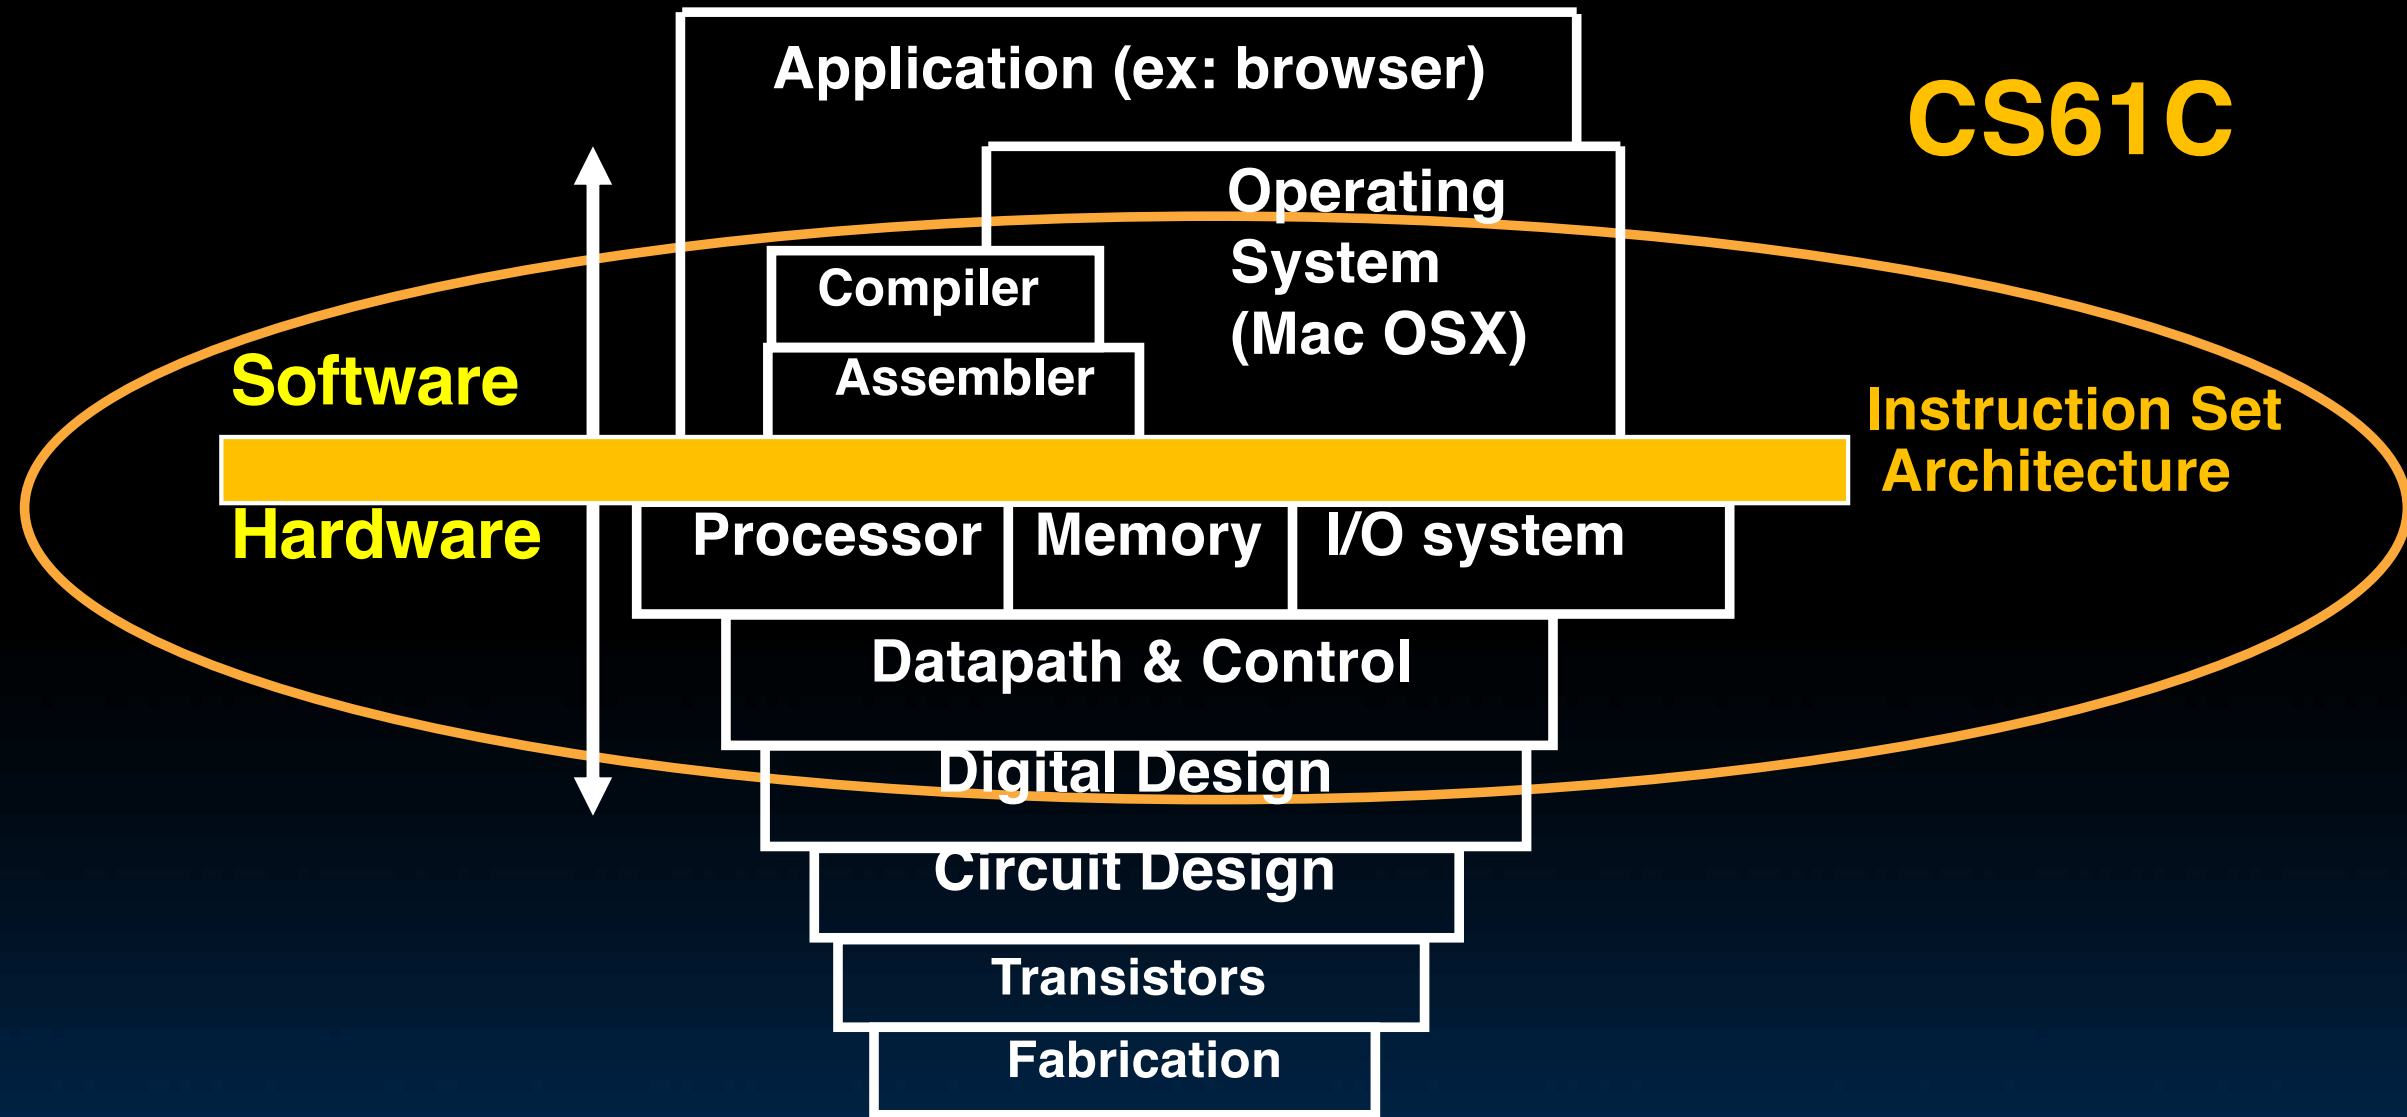 Application (ex: browser)
CS61C
Operating
System
(Mac OSX)
Compiler
Assembler
Software
Instruction Set
Architecture
Hardware
Processor
Memory
I/O system
Datapath & Control
Digital Design
Circuit Design
Transistors
Fabrication